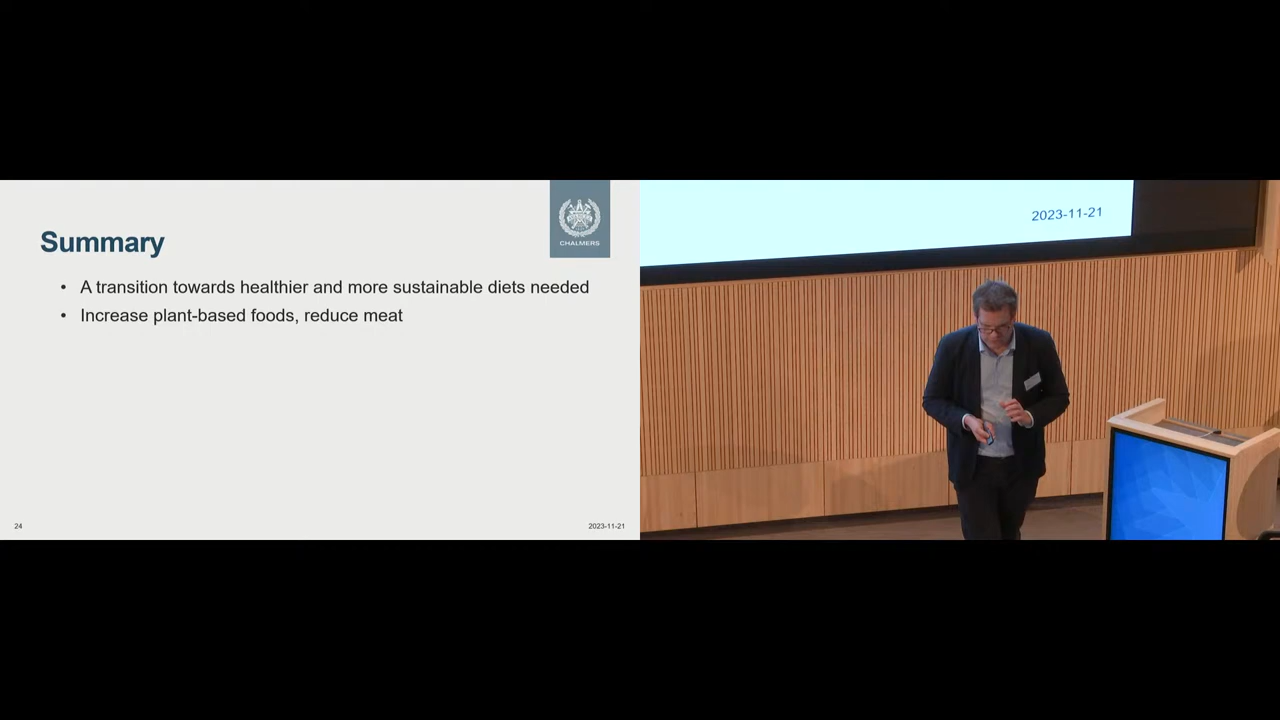 CHALMERS
Summary
• A transition towards healthier and more sustainable diets needed
• Increase plant-based foods, reduce meat
24
2023-11-21
2023-11-21